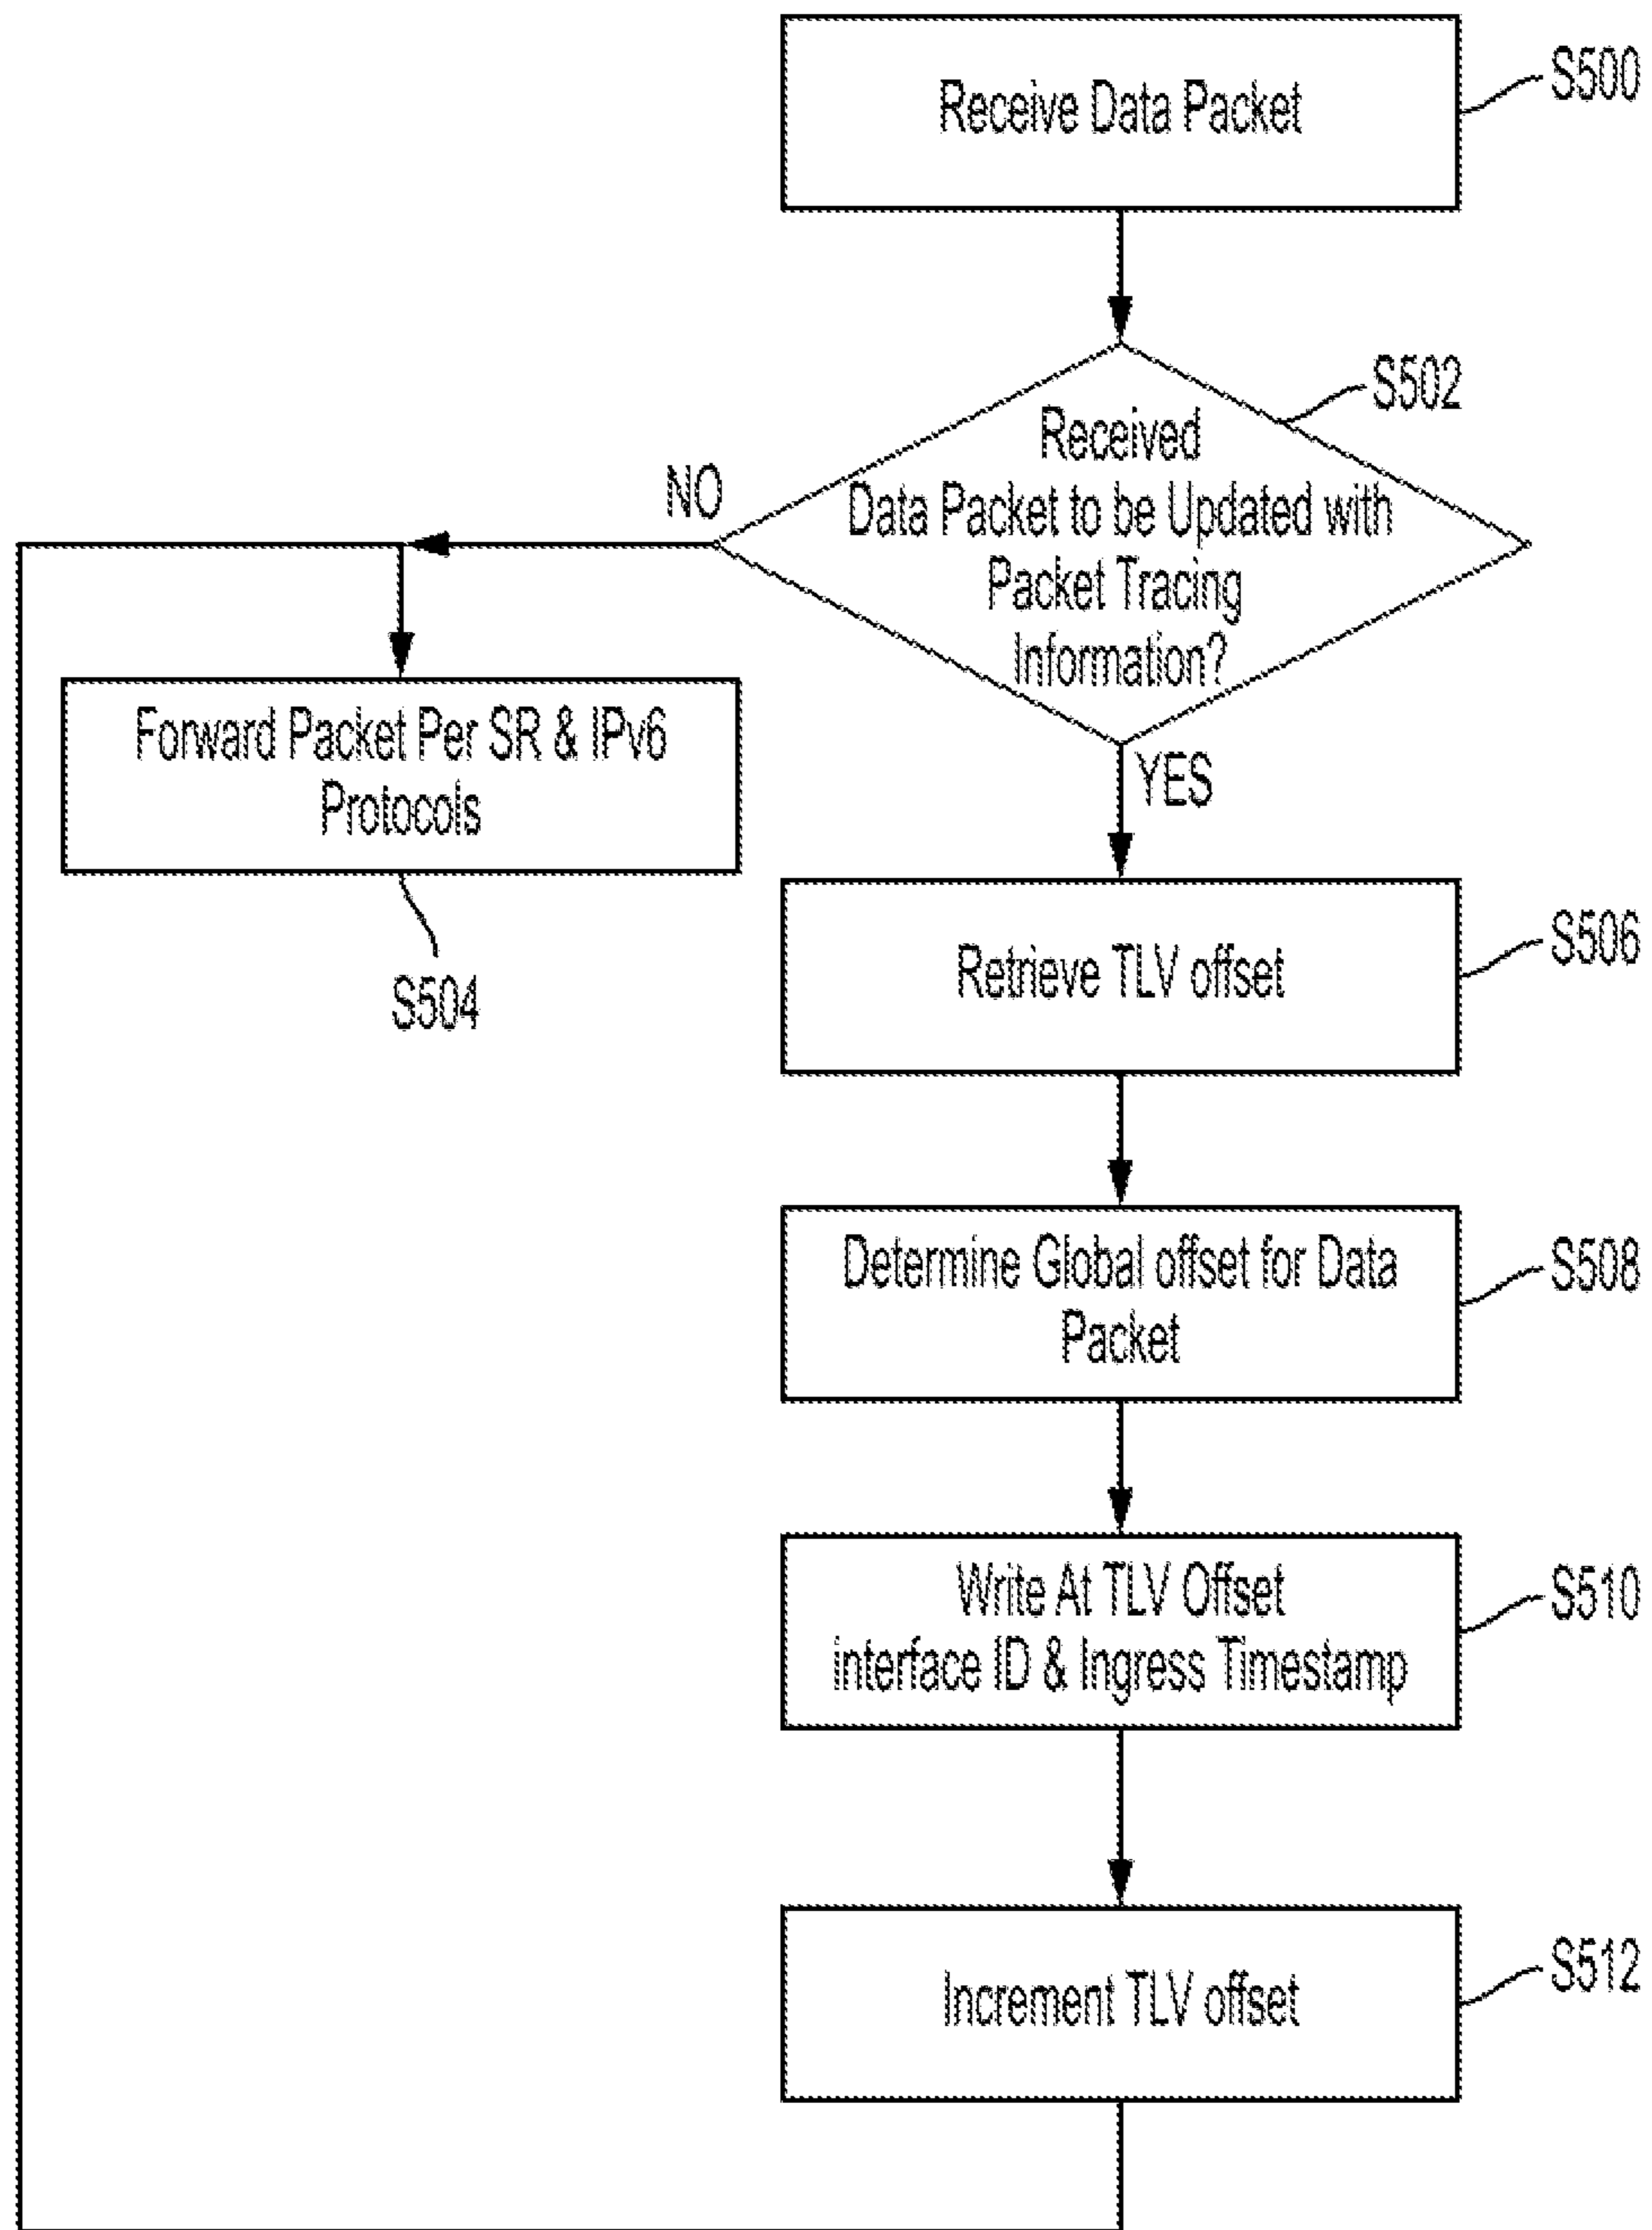 Receive Data Packet
S500
S502
Received
Data Packet to be Updated with
Packet Tracing
Information?
NO
YES
Forward Packet Per SR & IPv6
Protocols
S504
Retrieve TLV offset
S506
Determine Global offset for Data
Packet
S508
Write At TLV Offset
interface ID & Ingress Timestamp
S510
Increment TLV offset
S512